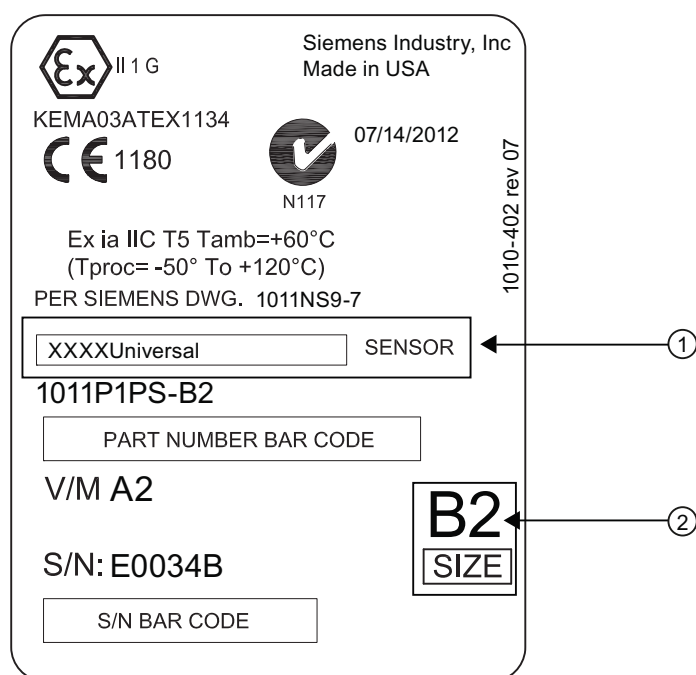 Ex II 1 G
Siemens Industry, Inc
Made in USA
KEMA03ATEX1134
CE 1180
07/14/2012
N117
1010-402 rev 07
Ex ia IIC T5 Tamb=+60°C
(Tproc= -50° To +120°C)
PER SIEMENS DWG. 1011NS9-7
XXXXUniversal SENSOR
1
1011P1PS-B2
PART NUMBER BAR CODE
V/M A2
B2
2
SIZE
S/N: E0034B
S/N BAR CODE